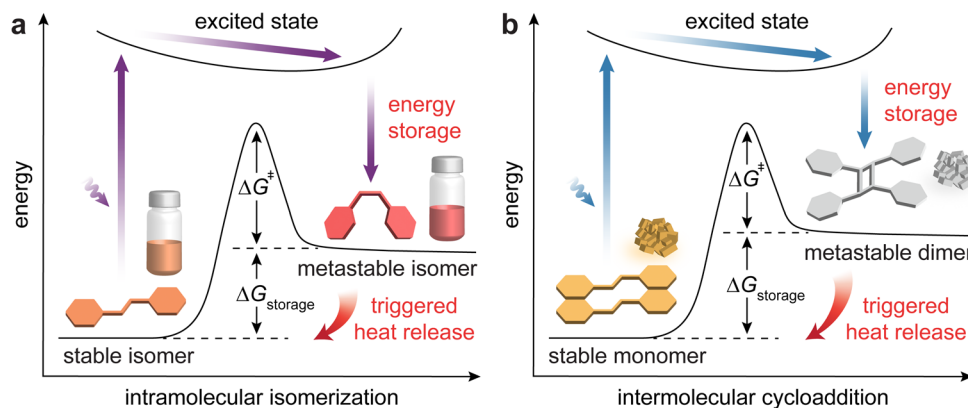 a
excited state
energy
storage
ΔG‡
metastable isomer
ΔGstorage
triggered
heat release
stable isomer
energy
intramolecular isomerization
b
excited state
energy
storage
ΔG‡
metastable dimer
ΔGstorage
triggered
heat release
stable monomer
energy
intermolecular cycloaddition